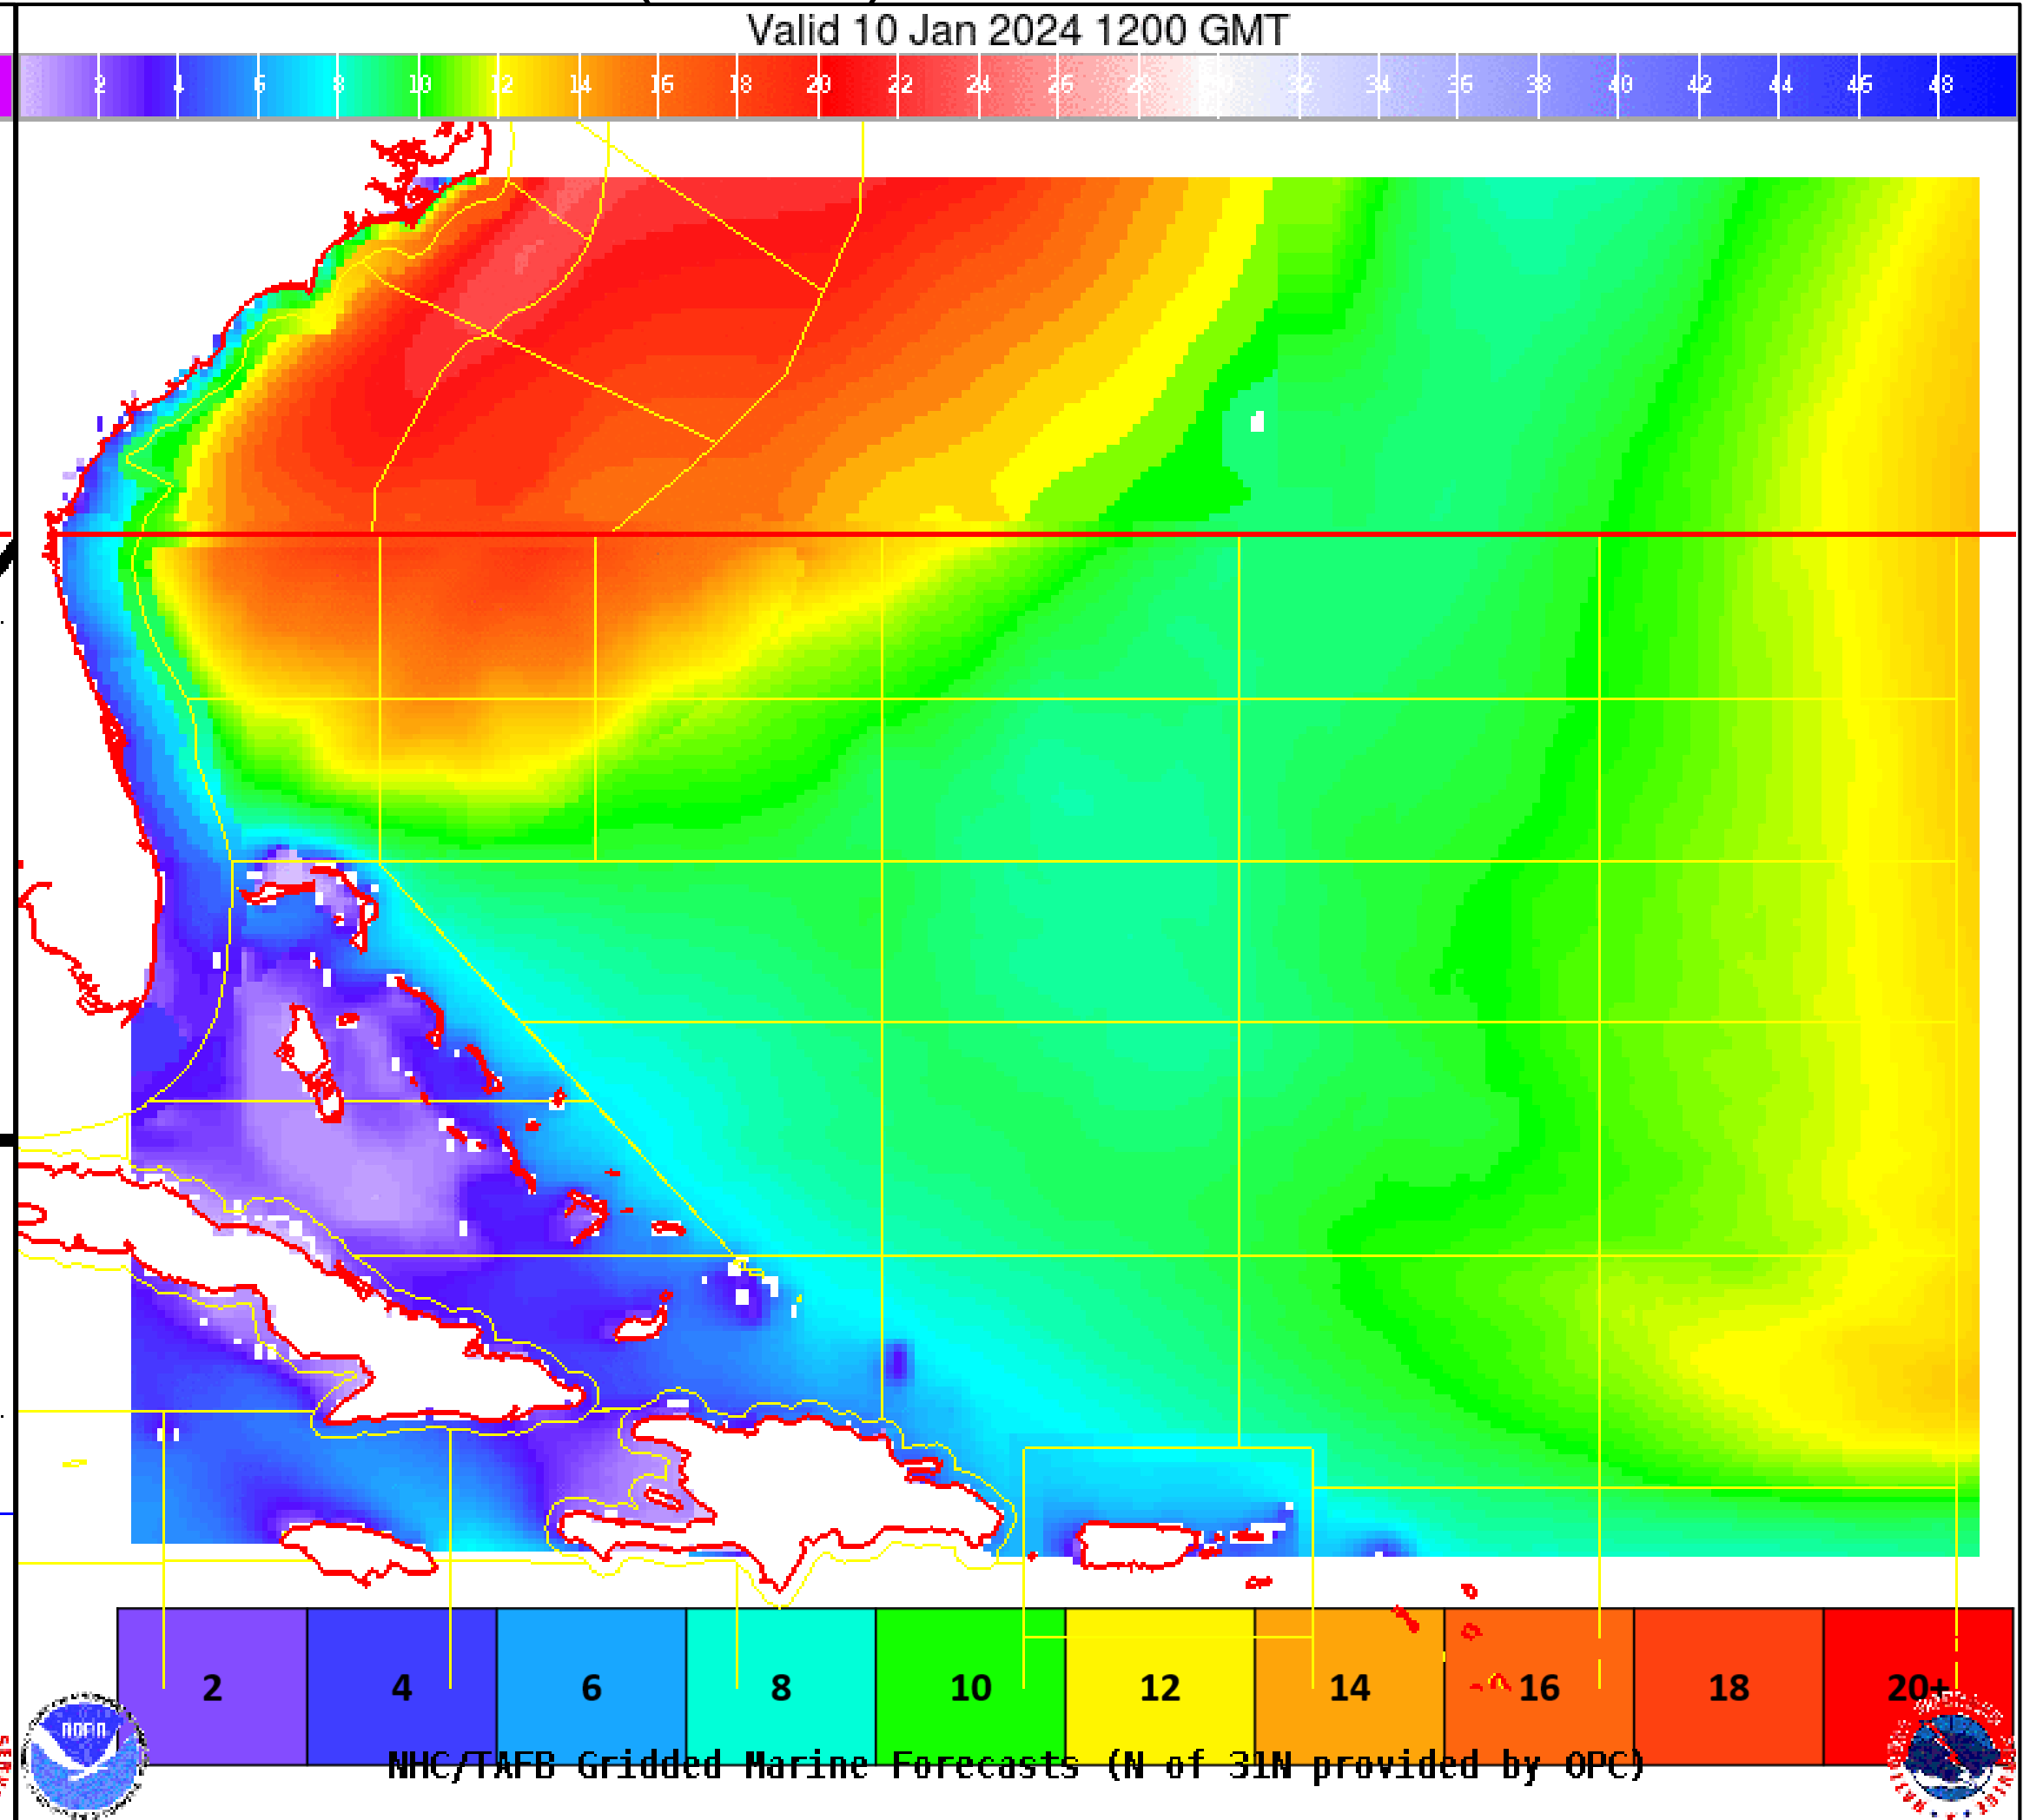 Valid 10 Jan 2024 1200 GMT
2 4 6 8 10 12 14 16 18 20 22 24 26 28 30 32 34 36 38 40 42 44 46 48
2 4 6 8 10 12 14 16 18 20+
NOAA
NHC/TAFB Gridded Marine Forecasts (N of 31N provided by OPC)